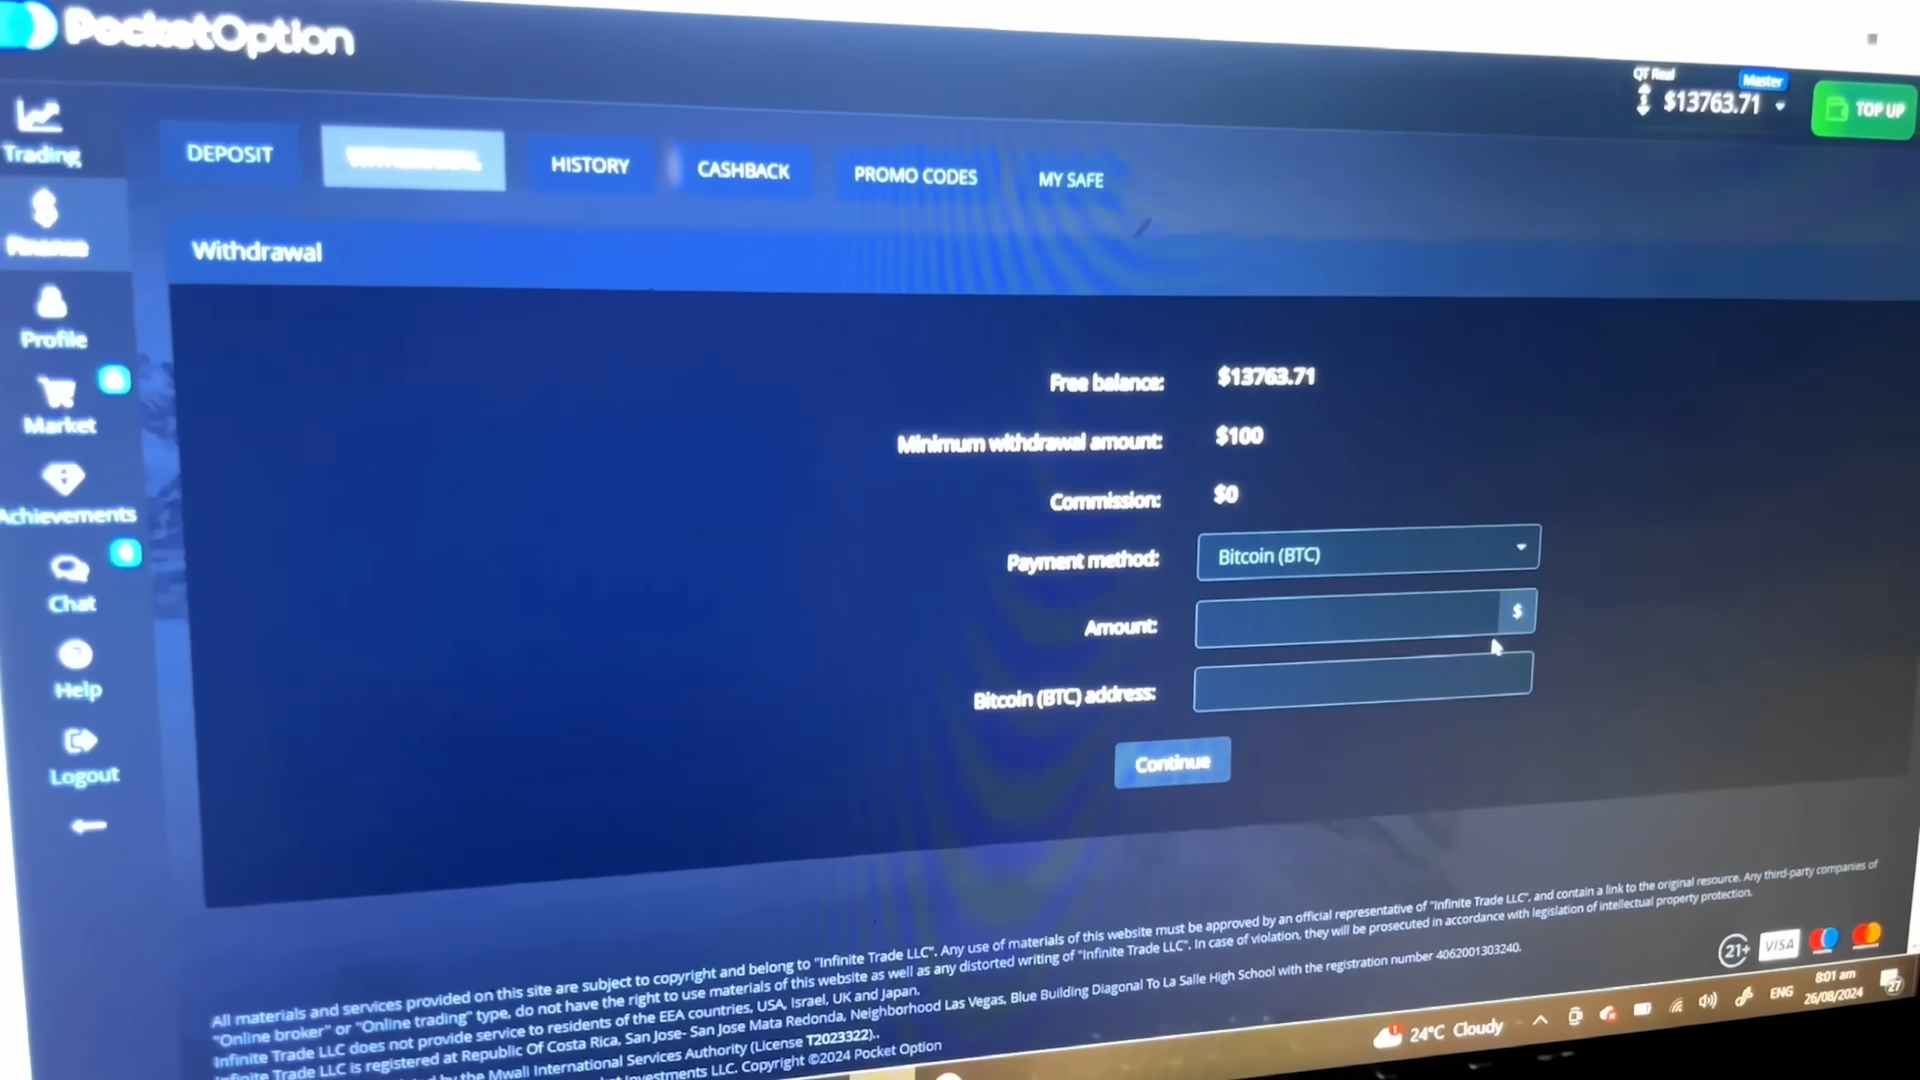 PocketOption
QT Real
Master
$13763.71
TOP UP
Trading
Finance
Profile
Market
Achievements
Chat
Help
Logout
DEPOSIT
HISTORY
CASHBACK
PROMO CODES
MY SAFE
Withdrawal
Free balance: $13763.71
Minimum withdrawal amount: $100
Commission: $0
Payment method: Bitcoin (BTC)
Amount: $
Bitcoin (BTC) address:
Continue
All materials and services provided on this site are subject to copyright and belong to "Infinite Trade LLC". Any use of materials of this website must be approved by an official representative of "Infinite Trade LLC", and contain a link to the original resource. Any third-party companies of
"Online broker" or "Online trading" type, do not have the right to use materials of this website as well as any distorted writing of "Infinite Trade LLC". In case of violation, they will be prosecuted in accordance with legislation of intellectual property protection.
Infinite Trade LLC does not provide service to residents of the EEA countries, USA, Israel, UK and Japan.
Infinite Trade LLC is registered at Republic Of Costa Rica, San Jose- San Jose Mata Redonda, Neighborhood Las Vegas, Blue Building Diagonal To La Salle High School with the registration number 4062001303240.
by the Mwali International Services Authority (License T2023322)..
Investments LLC. Copyright ©2024 Pocket Option
21+
VISA
24°C Cloudy
ENG
8:01 am
26/08/2024
27